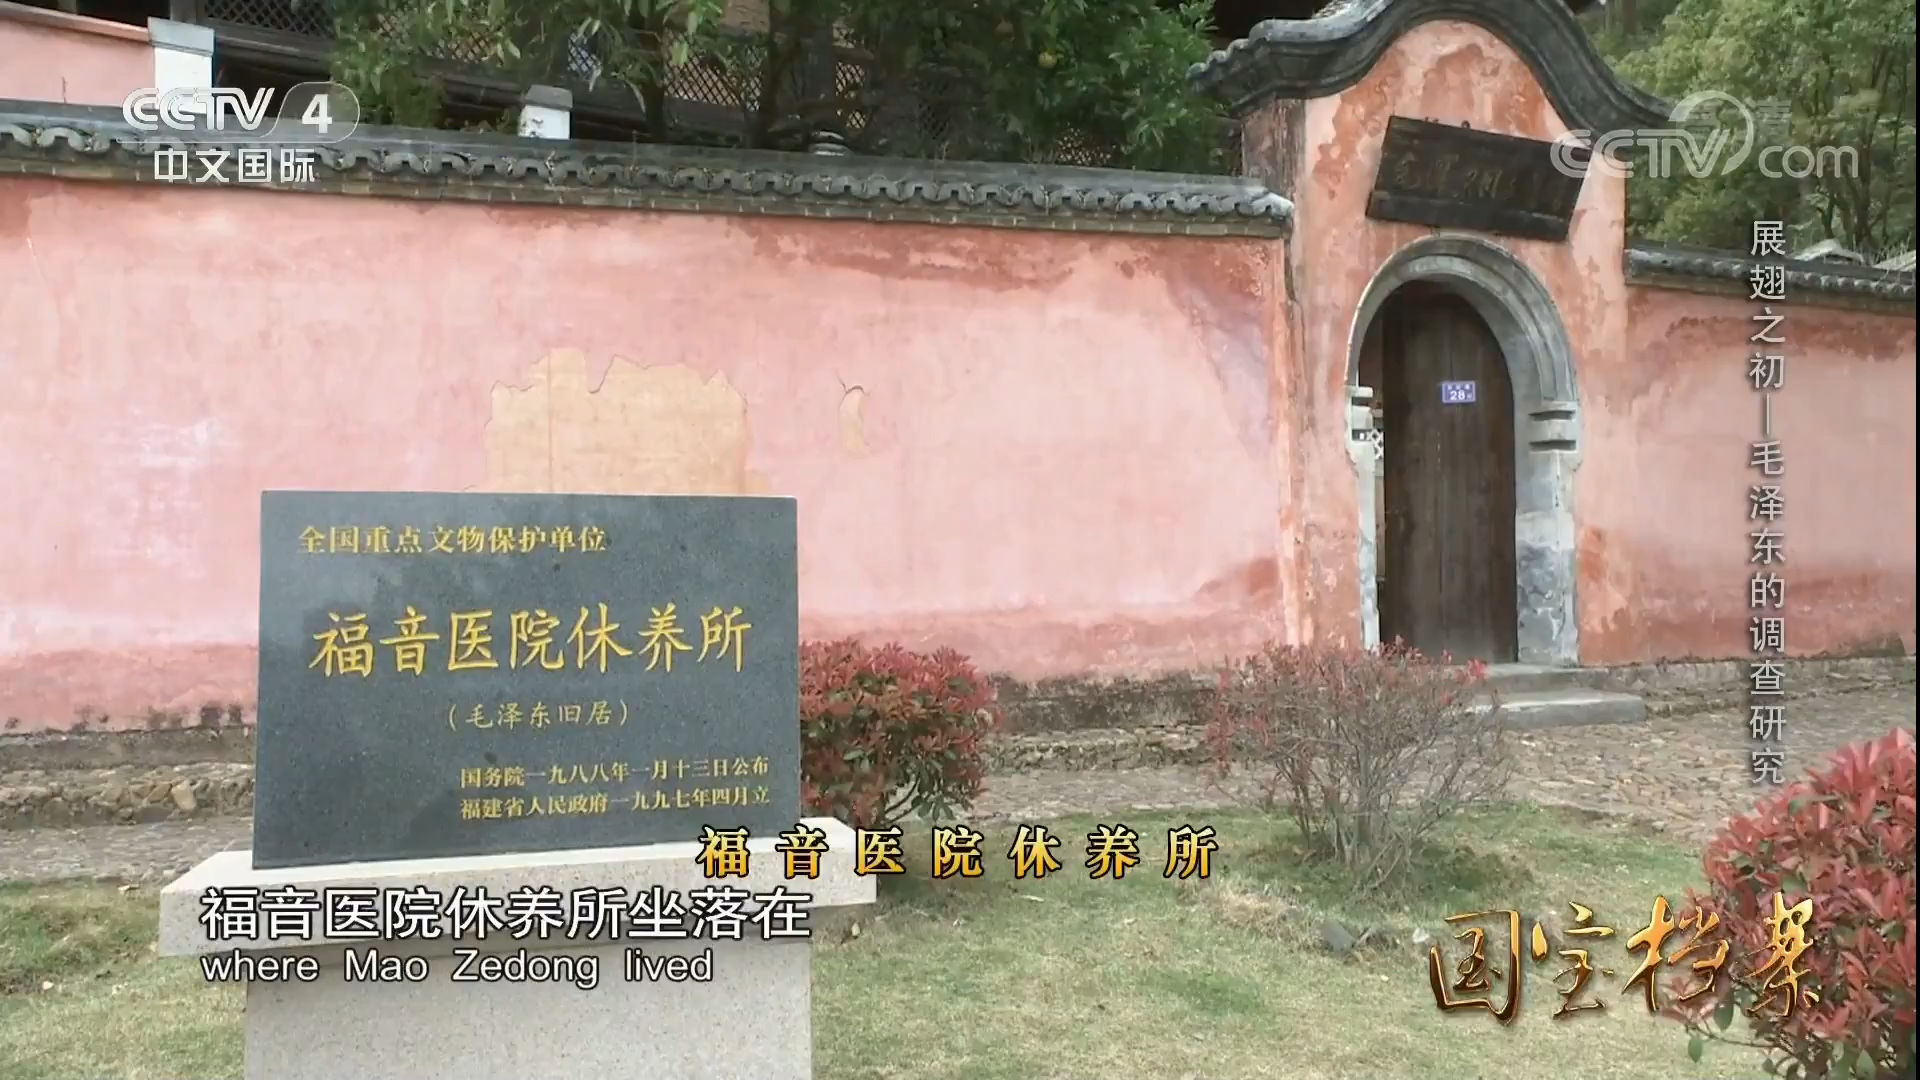 CCTV 4
中文国际
CCTV com
28
展翅之初—毛泽东的调查研究
全国重点文物保护单位
福音医院休养所
(毛泽东旧居)
国务院一九八八年一月十三日公布
福建省人民政府一九九七年四月立
福音医院休养所
福音医院休养所坐落在
where Mao Zedong lived
国宝档案